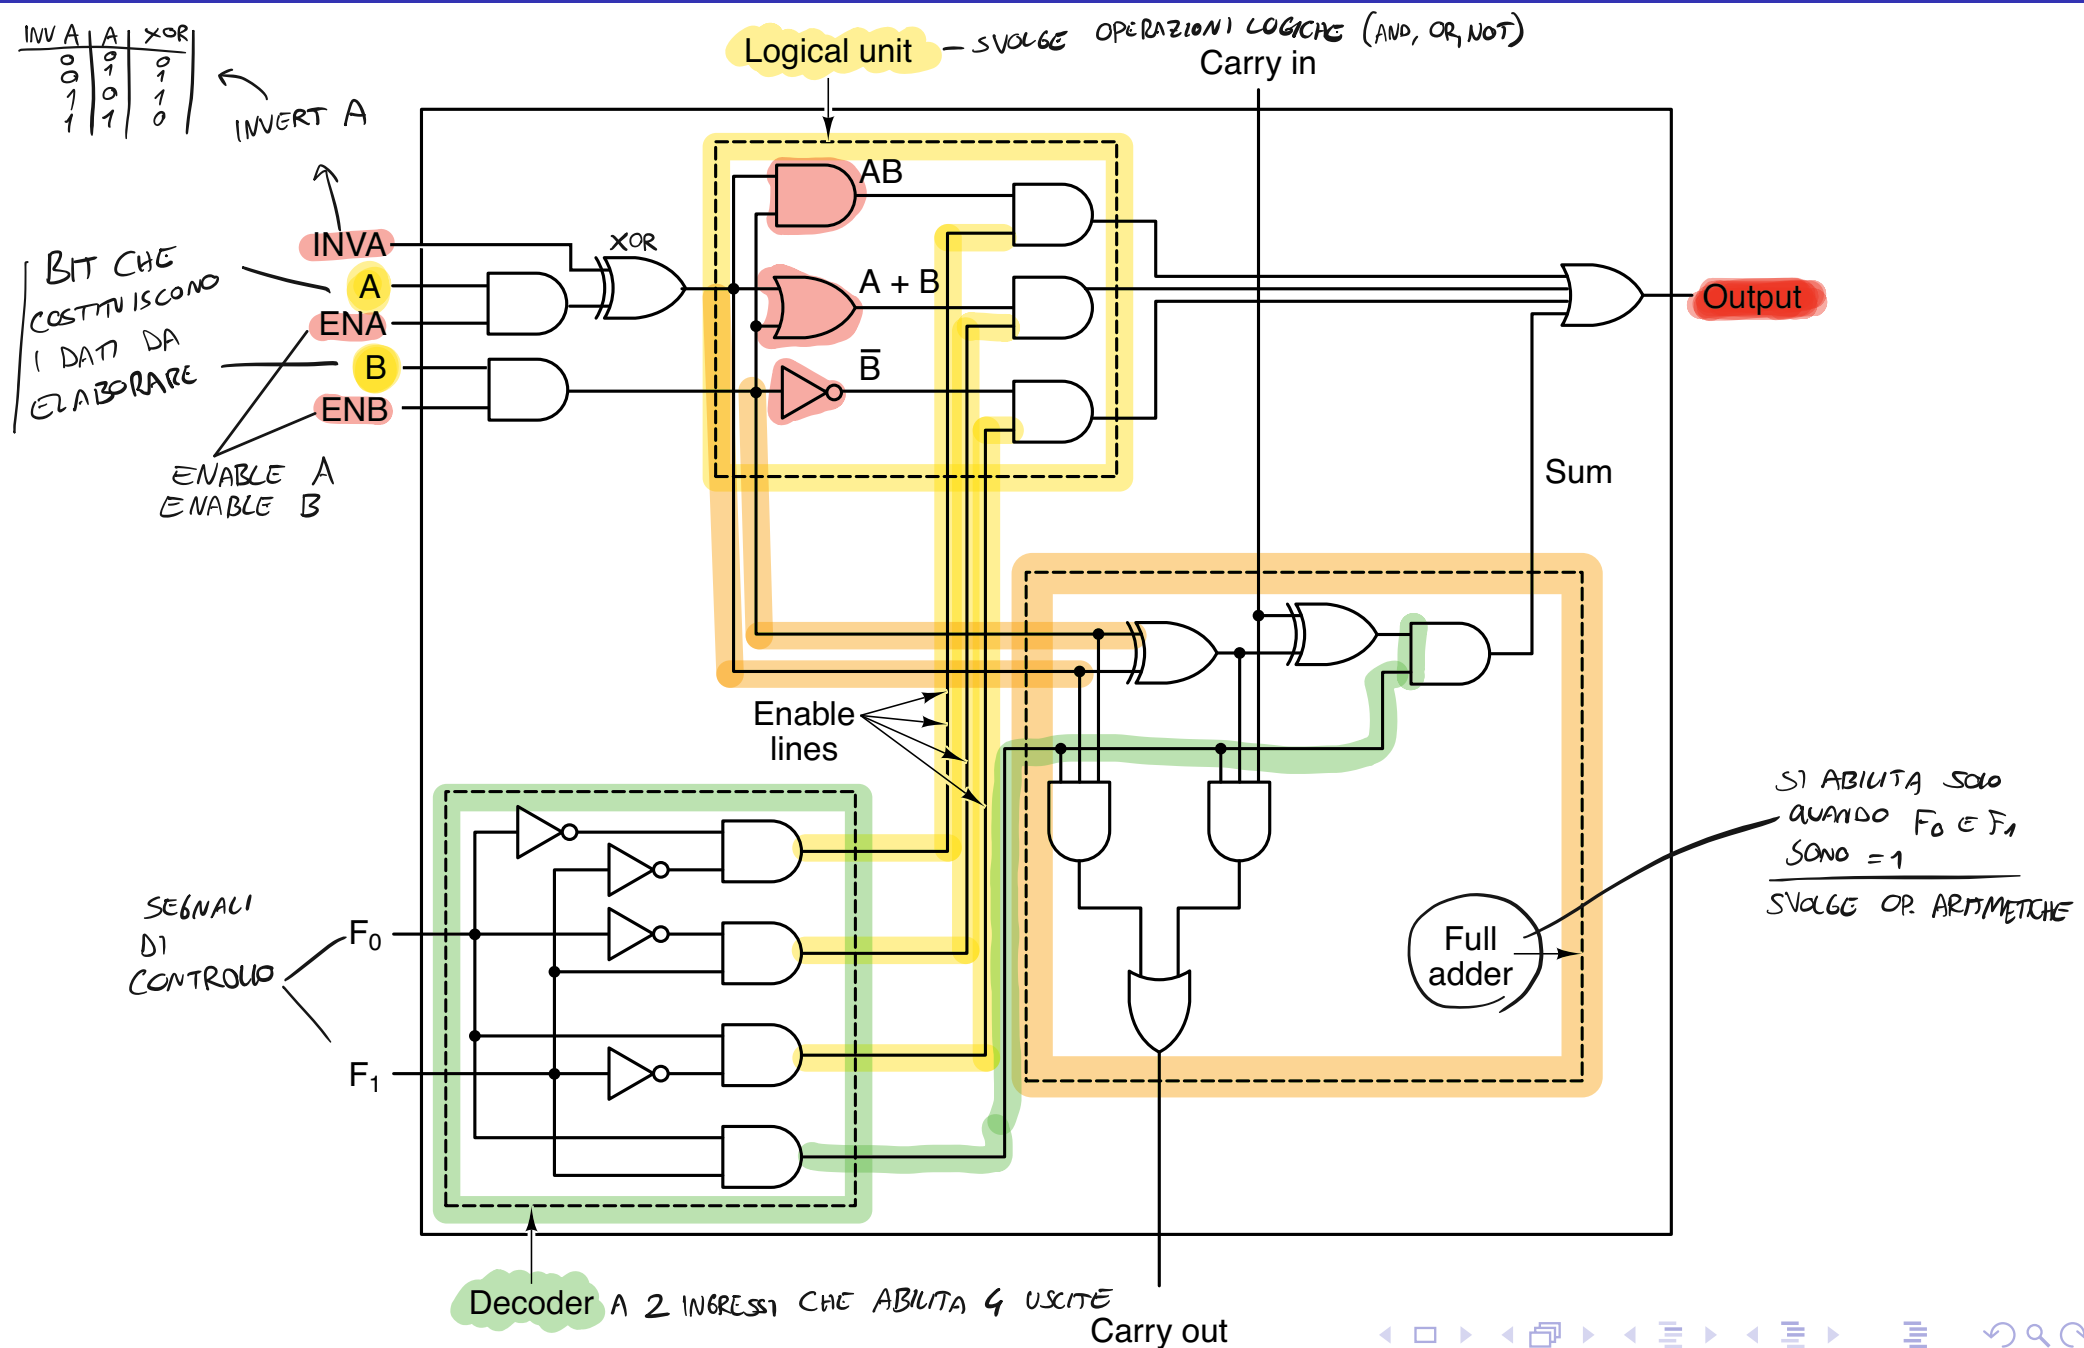 INV A | A | XOR
0 0 0
0 1 1
1 0 1
1 1 0
INVERT A
Logical unit
- SVOLGE OPERAZIONI LOGICHE (AND, OR, NOT)
Carry in
INVA
A
ENA
B
ENB
BIT CHE
COSTITUISCONO
I DATI DA
ELABORARE
ENABLE A
ENABLE B
XOR
AB
A + B
B̅
Output
Sum
Enable
lines
SI ABILITA SOLO
QUANDO F0 E F1
SONO = 1
SVOLGE OP. ARITMETICHE
Full
adder
SEGNALI
DI
CONTROLLO
F0
F1
Decoder A 2 INGRESSI CHE ABILITA 4 USCITE
Carry out